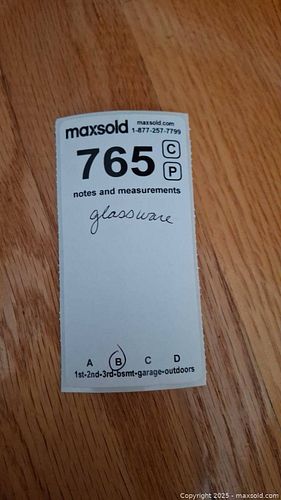 maxsold maxsold.com
1-877-257-7799
765 C
P
notes and measurements
glassware
A B C D
1st-2nd-3rd-bsmt-garage-outdoors
Copyright © 2025 - maxsold.com